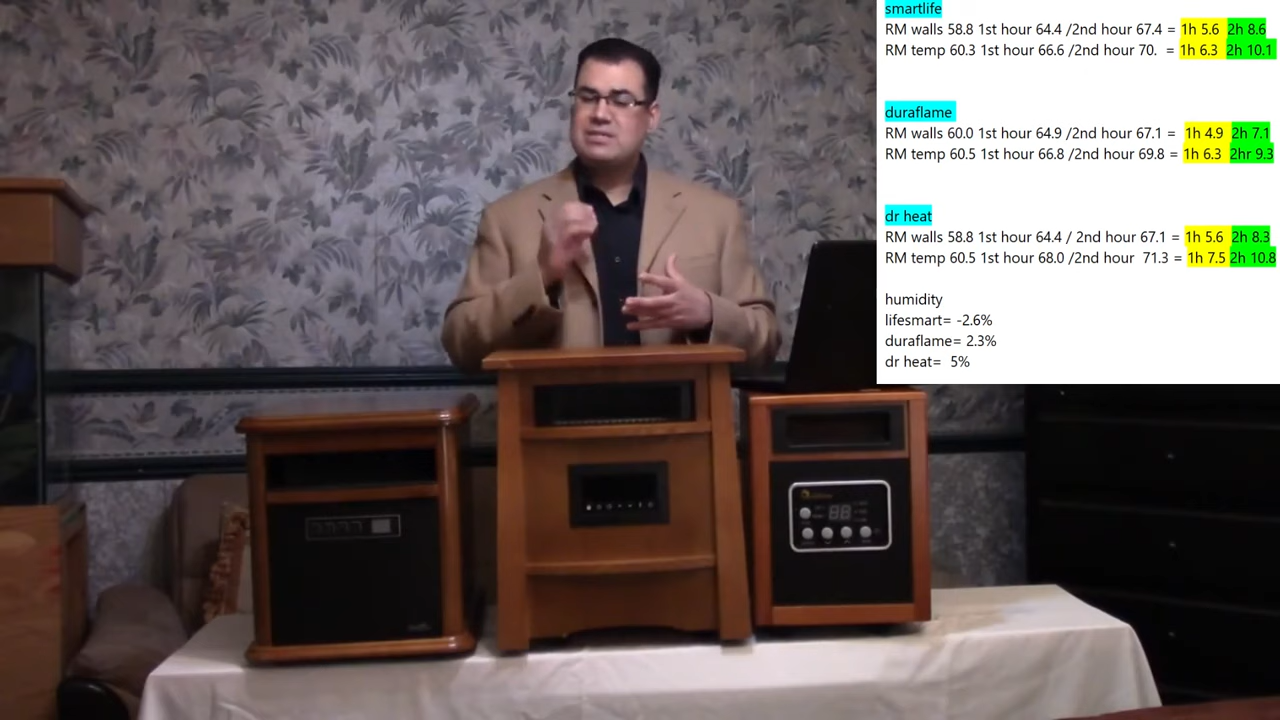 smartlife
RM walls 58.8 1st hour 64.4 /2nd hour 67.4 = 1h 5.6 2h 8.6
RM temp 60.3 1st hour 66.6 /2nd hour 70. = 1h 6.3 2h 10.1
duraflame
RM walls 60.0 1st hour 64.9 /2nd hour 67.1 = 1h 4.9 2h 7.1
RM temp 60.5 1st hour 66.8 /2nd hour 69.8 = 1h 6.3 2hr 9.3
dr heat
RM walls 58.8 1st hour 64.4 / 2nd hour 67.1 = 1h 5.6 2h 8.3
RM temp 60.5 1st hour 68.0 /2nd hour 71.3 = 1h 7.5 2h 10.8
humidity
lifesmart= -2.6%
duraflame= 2.3%
dr heat= 5%